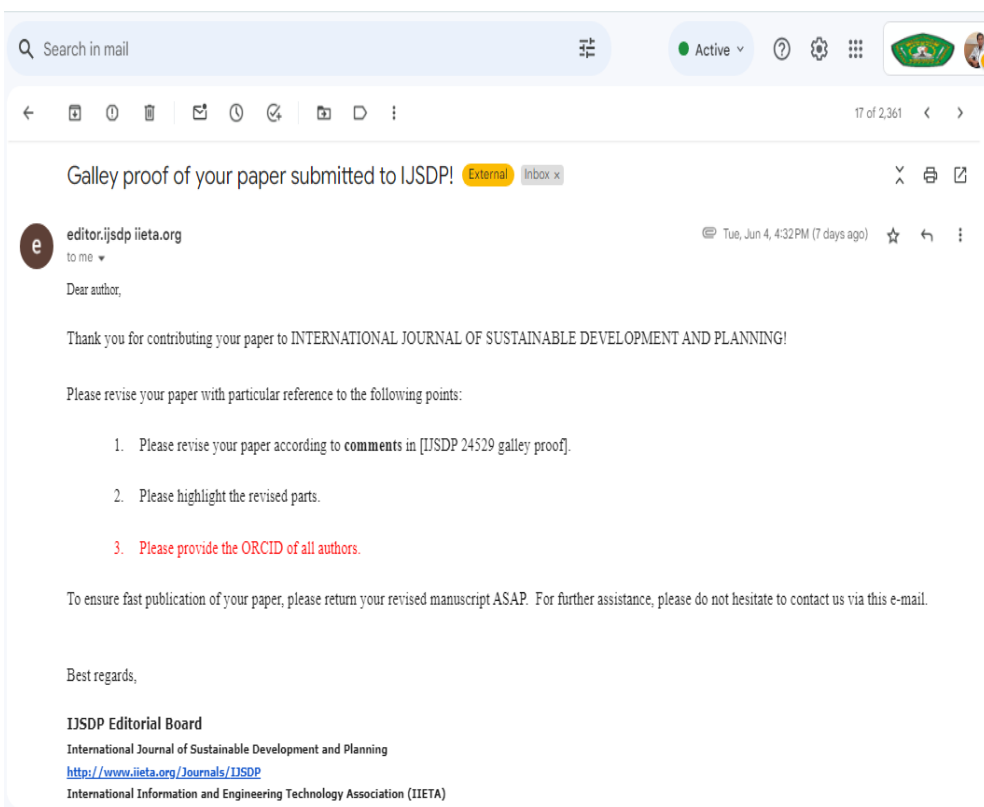 Search in mail
Active
17 of 2,361
Galley proof of your paper submitted to IJSDP! External Inbox x
e
editor.ijsdp iieta.org
Tue, Jun 4, 4:32 PM (7 days ago)
to me
Dear author,
Thank you for contributing your paper to INTERNATIONAL JOURNAL OF SUSTAINABLE DEVELOPMENT AND PLANNING!
Please revise your paper with particular reference to the following points:
1. Please revise your paper according to comments in [IJSDP 24529 galley proof].
2. Please highlight the revised parts.
3. Please provide the ORCID of all authors.
To ensure fast publication of your paper, please return your revised manuscript ASAP. For further assistance, please do not hesitate to contact us via this e-mail.
Best regards,
IJSDP Editorial Board
International Journal of Sustainable Development and Planning
http://www.iieta.org/Journals/IJSDP
International Information and Engineering Technology Association (IIETA)